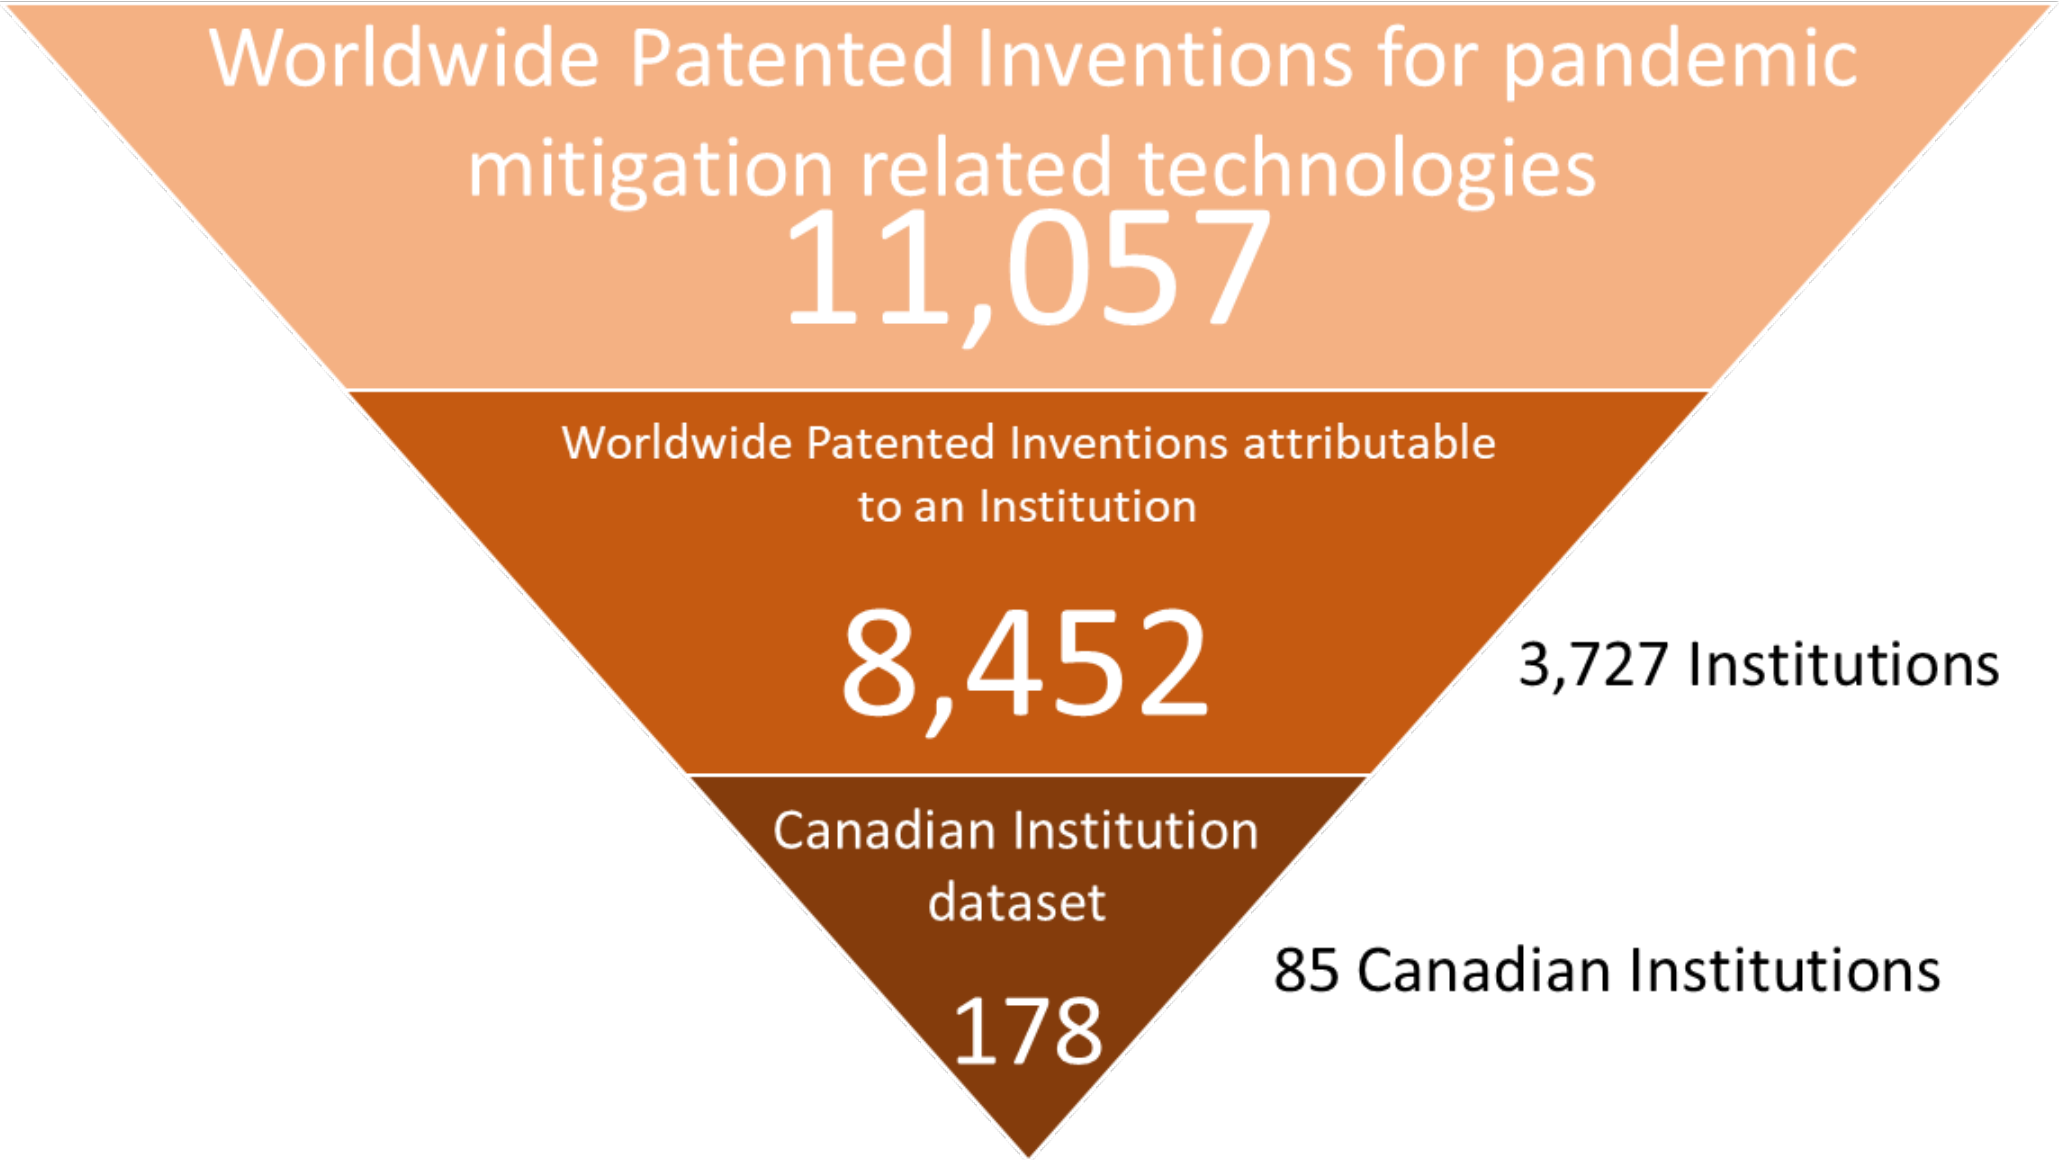 Worldwide Patented Inventions for pandemic
mitigation related technologies
11,057
Worldwide Patented Inventions attributable
to an Institution
8,452
3,727 Institutions
Canadian Institution
dataset
85 Canadian Institutions
178